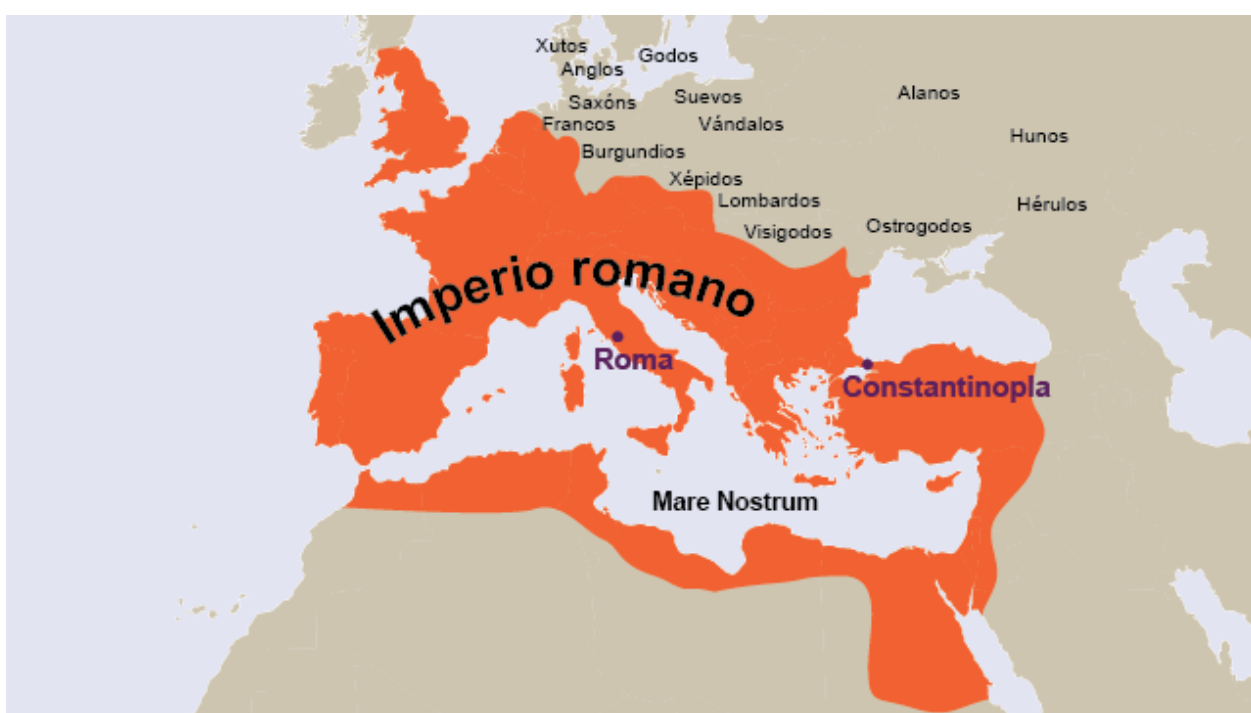 Xutos
Godos
Anglos
Alanos
Suevos
Saxóns
Francos
Vándalos
Hunos
Burgundios
Xépidos
Lombardos
Hérulos
Visigodos
Ostrogodos
Imperio romano
Roma
Constantinopla
Mare Nostrum